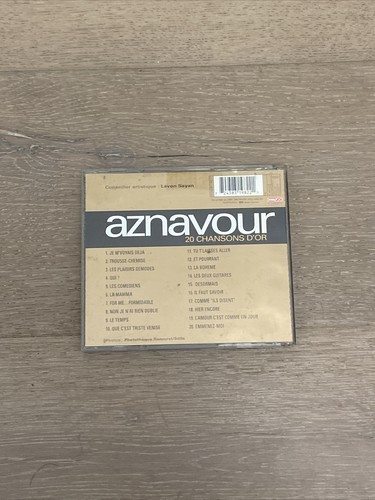 Conception artistique : Levon Sayan
aznavour
20 CHANSONS D'OR
1. JE M'VOYAIS DEJA
2. TROUSSE-CHEMISE
3. LES PLAISIRS DEMODES
4. QUI ?
5. LES COMEDIENS
6. LA MAMMA
7. FOR ME... FORMIDABLE
8. NON JE N'AI RIEN OUBLIE
9. LE TEMPS
10. QUE C'EST TRISTE VENISE
11. TU T'LAISSES ALLER
12. ET POURTANT
13. LA BOHEME
14. LES DEUX GUITARES
15. DESORMAIS
16. IL FAUT SAVOIR
17. COMME "ILS DISENT"
18. HIER ENCORE
19. L'AMOUR C'EST COMME UN JOUR
20. EMMENEZ-MOI